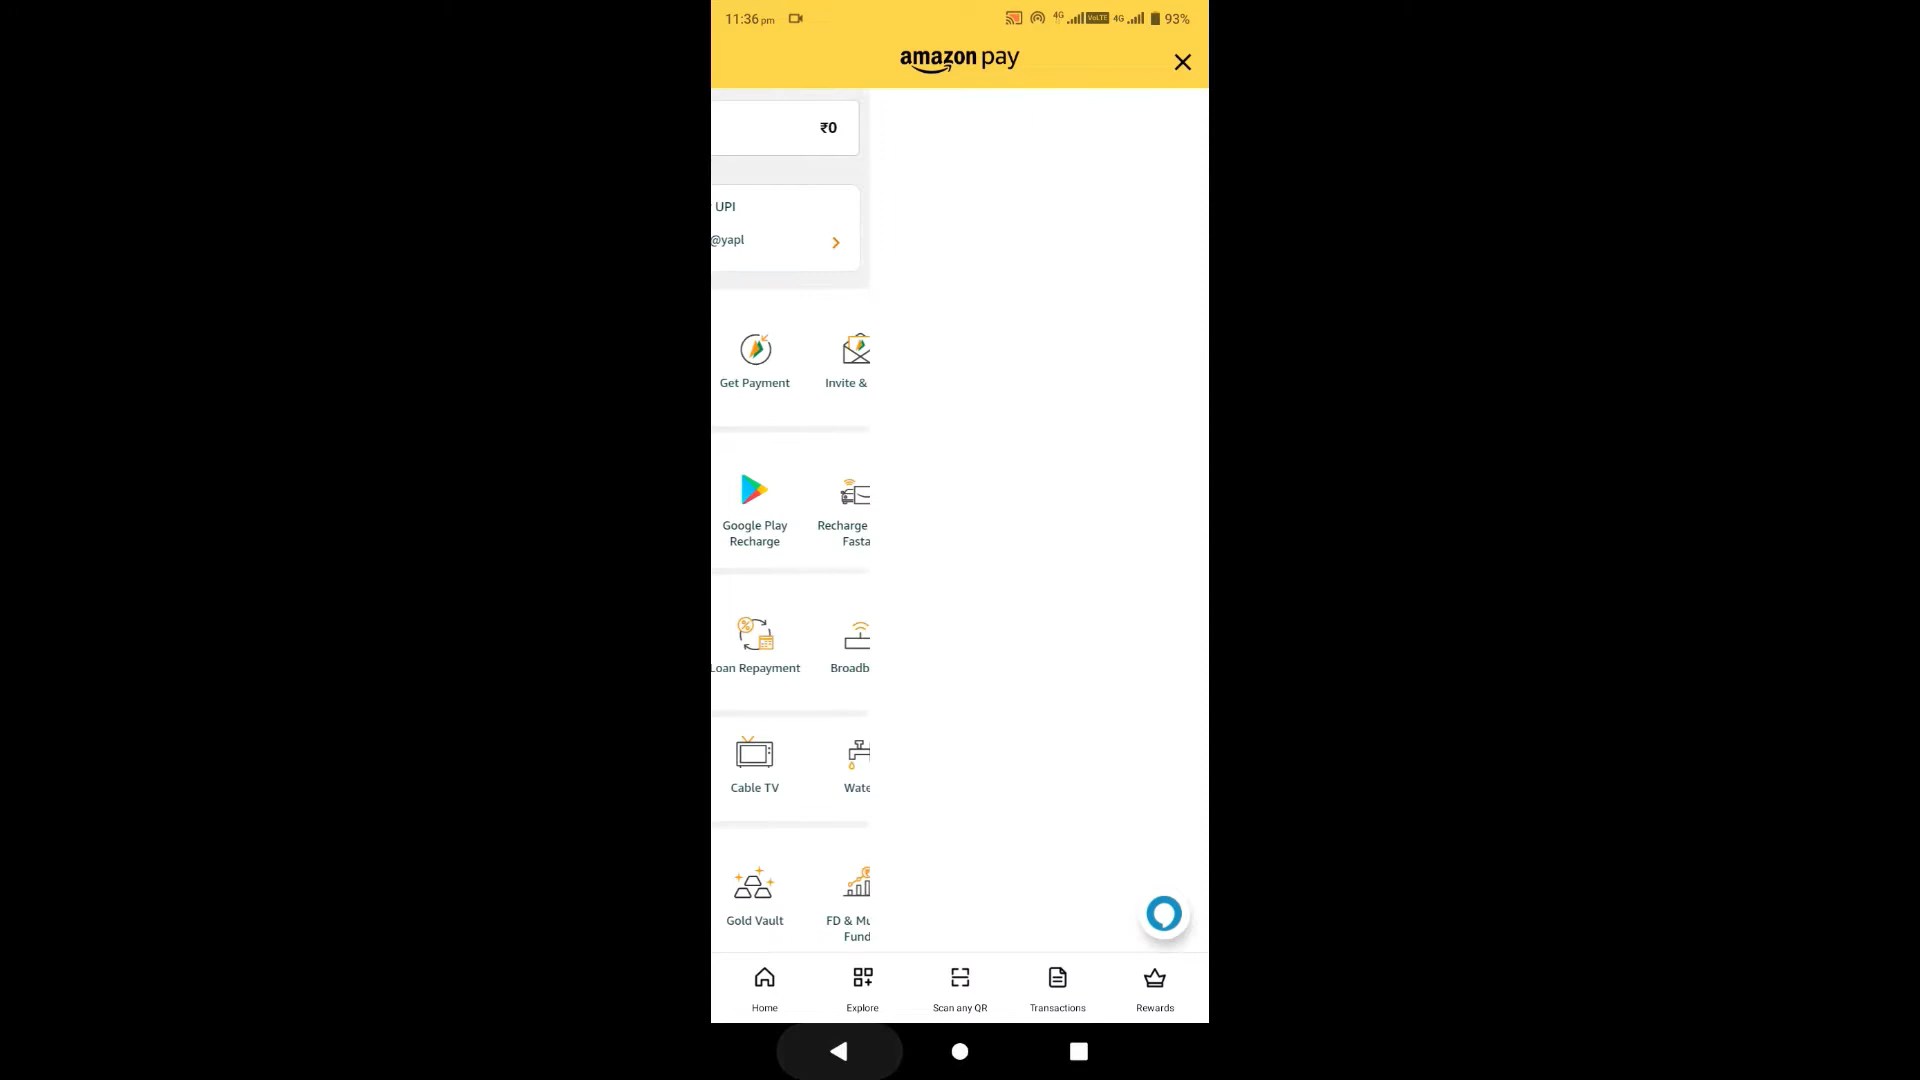 11:36 pm 4G VoLTE 4G 93%
amazon pay
₹0
UPI
@yapl
Get Payment
Invite &
Google Play
Recharge
Recharge
Fasta
Loan Repayment
Broadb
Cable TV
Wate
Gold Vault
FD & Mu
Fund
Home
Explore
Scan any QR
Transactions
Rewards